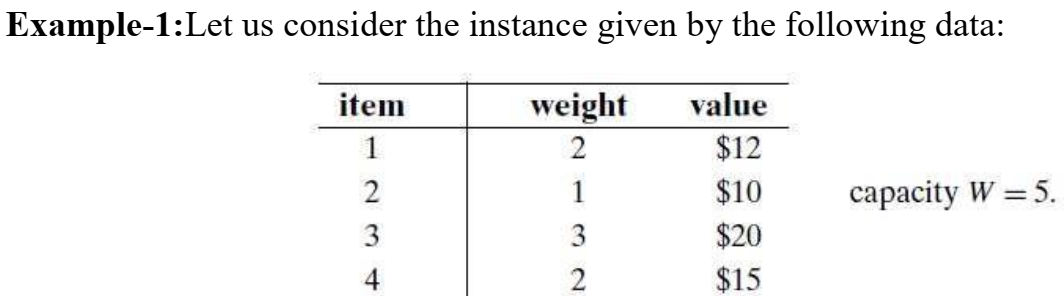 Example-1:Let us consider the instance given by the following data:
item weight value
1 2 $12
2 1 $10 capacity W = 5.
3 3 $20
4 2 $15